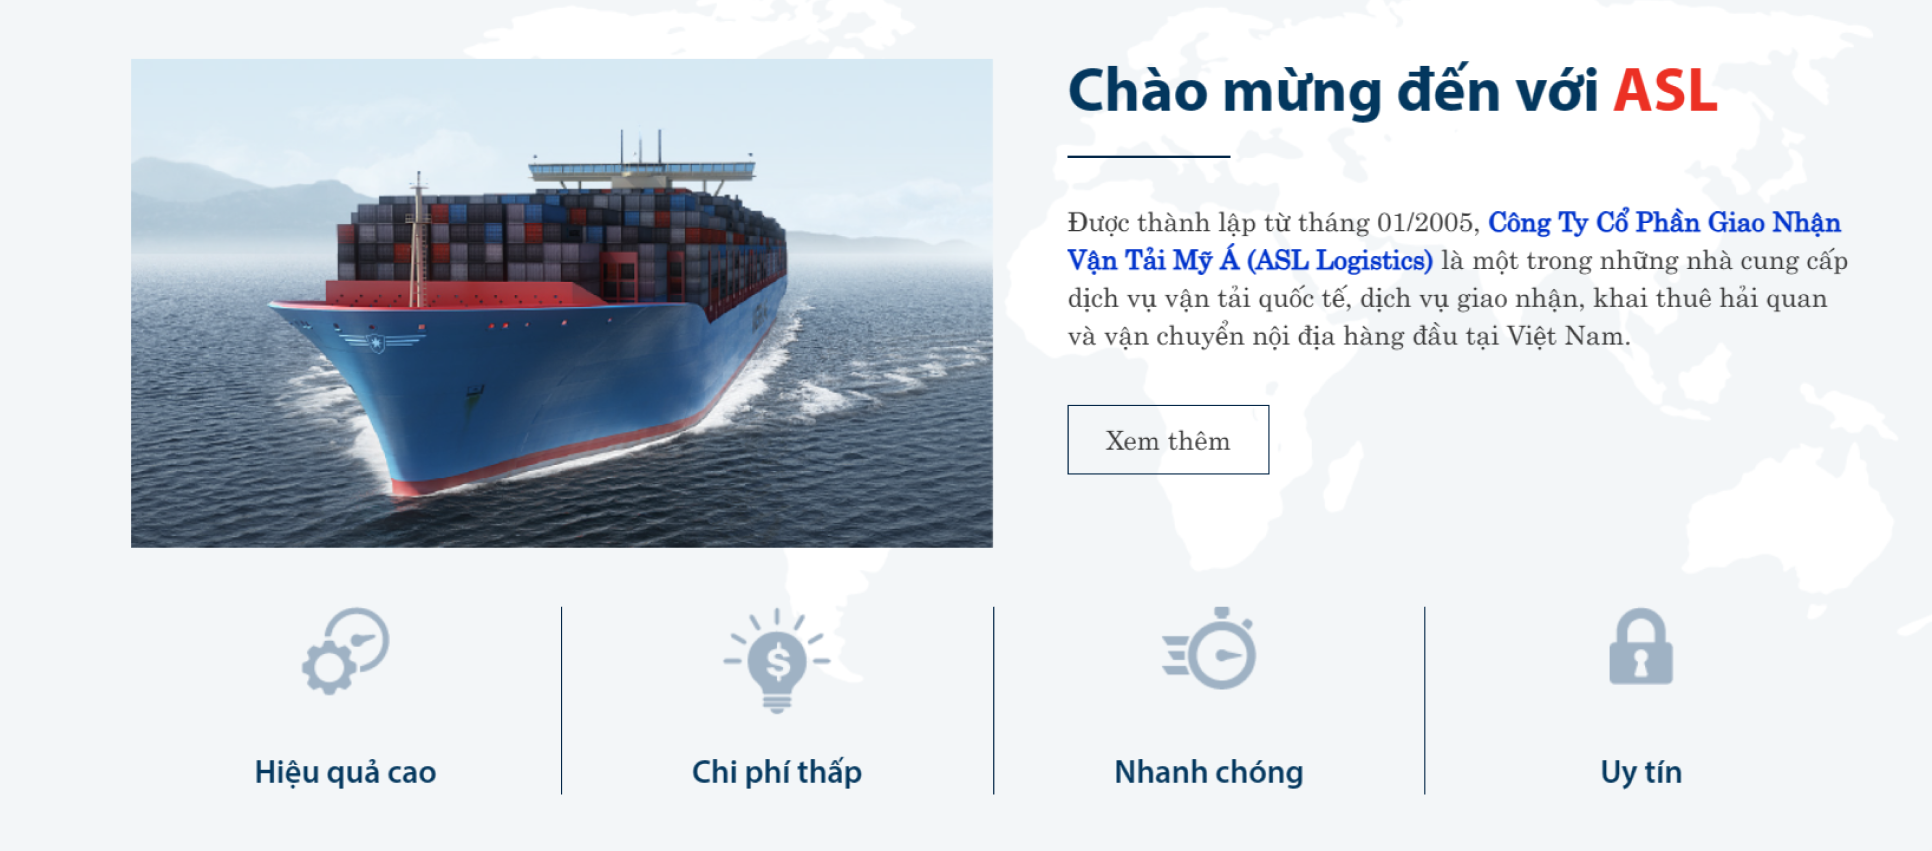 Chào mừng đến với ASL
Được thành lập từ tháng 01/2005, Công Ty Cổ Phần Giao Nhận
Vận Tải Mỹ Á (ASL Logistics) là một trong những nhà cung cấp
dịch vụ vận tải quốc tế, dịch vụ giao nhận, khai thuê hải quan
và vận chuyển nội địa hàng đầu tại Việt Nam.
Xem thêm
$
Hiệu quả cao
Chi phí thấp
Nhanh chóng
Uy tín